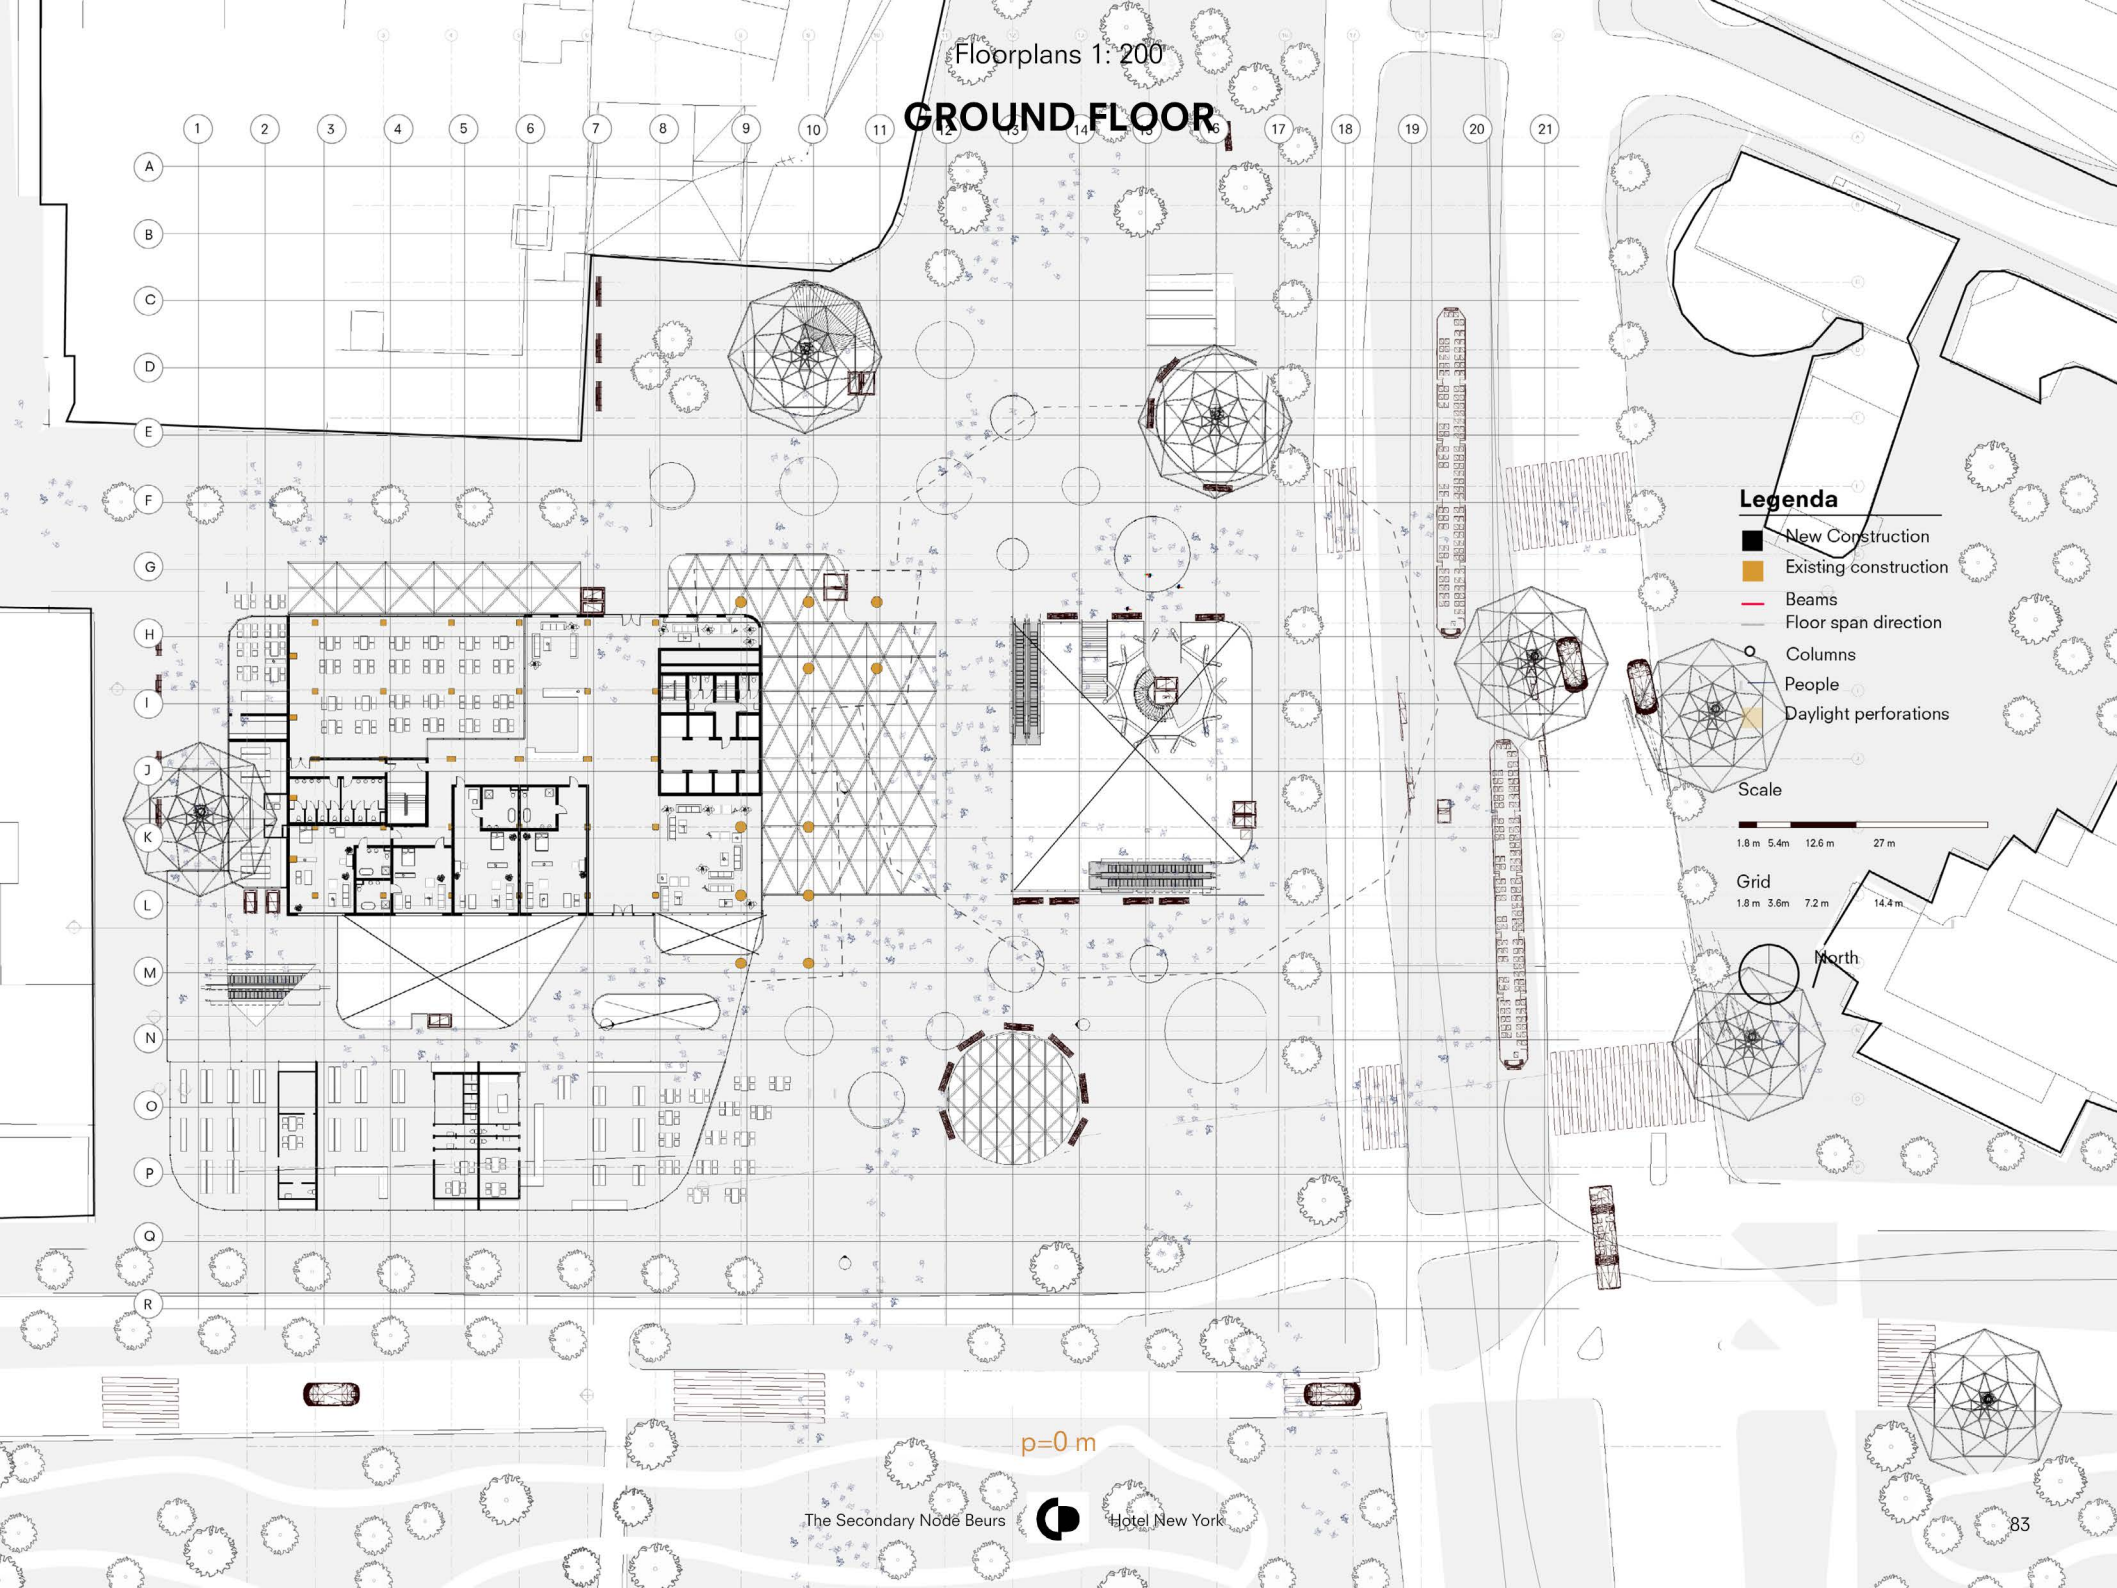 Floorplans 1: 200
GROUND FLOOR
1 2 3 4 5 6 7 8 9 10 11 12 13 14 15 16 17 18 19 20 21
A
B
C
D
E
F
G
H
I
J
K
L
M
N
O
P
Q
R
Legenda
New Construction
Existing construction
Beams
Floor span direction
Columns
People
Daylight perforations
Scale
1.8 m 5.4m 12.6 m 27 m
Grid
1.8 m 3.6m 7.2 m 14.4 m
North
p=0 m
The Secondary Node Beurs
Hotel New York
83